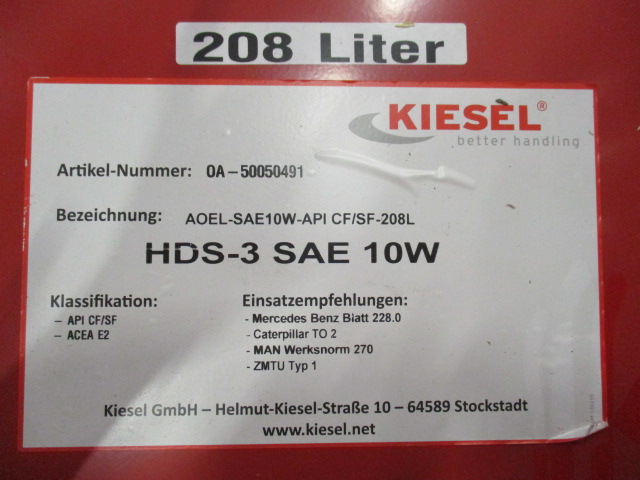 208 Liter
KIESEL®
better handling
Artikel-Nummer: OA-50050491
Bezeichnung: AOEL-SAE10W-API CF/SF-208L
HDS-3 SAE 10W
Klassifikation:
- API CF/SF
- ACEA E2
Einsatzempfehlungen:
- Mercedes Benz Blatt 228.0
- Caterpillar TO 2
- MAN Werksnorm 270
- ZMTU Typ 1
Kiesel GmbH – Helmut-Kiesel-Straße 10 – 64589 Stockstadt
www.kiesel.net